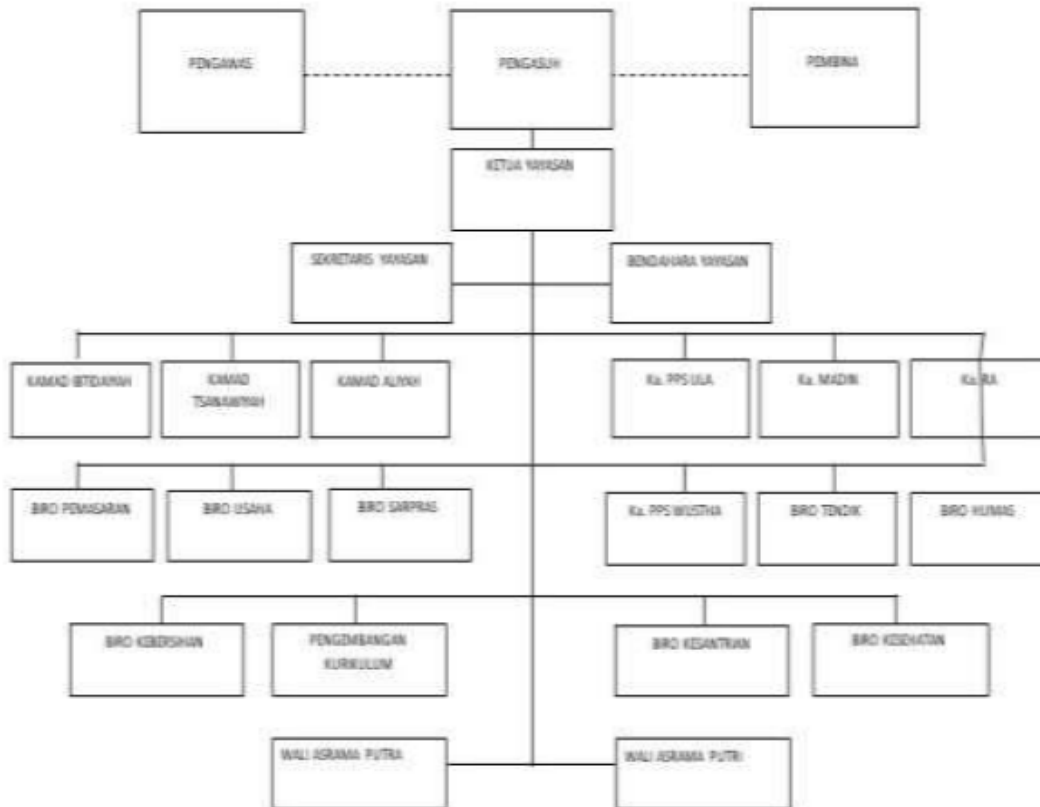 PENGAWAS
PENGASUH
PEMBINA
KETUA YAYASAN
SEKRETARIS YAYASAN
BENDAHARA YAYASAN
KAMAD IBTIDAIYAH
KAMAD
TSANAWIYAH
KAMAD ALIYAH
Ka. PPS ULA
Ka. MADIN
Ka. RA
BIRO PEMASARAN
BIRO USAHA
BIRO SARPRAS
Ka. PPS WUSTHA
BIRO TENDIK
BIRO HUMAS
BIRO KEBERSIHAN
PENGEMBANGAN
KURIKULUM
BIRO KESANTRIAN
BIRO KESEHATAN
WALI ASRAMA PUTRA
WALI ASRAMA PUTRI